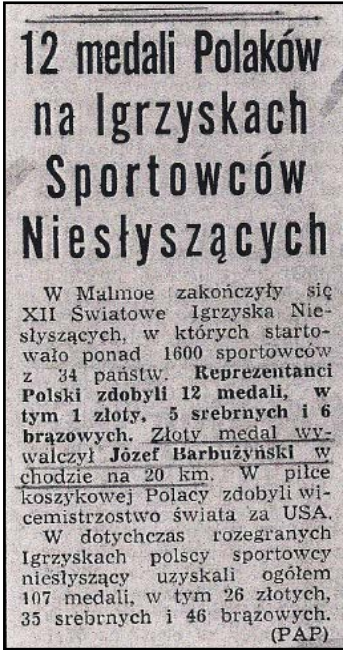 12 medali Polaków
na Igrzyskach
Sportowców
Niesłyszących
W Malmoe zakończyły się
XII Światowe Igrzyska Nie-
słyszących, w których starto-
wało ponad 1600 sportowców
z 34 państw. Reprezentanci
Polski zdobyli 12 medali, w
tym 1 złoty, 5 srebrnych i 6
brązowych. Złoty medal wy-
walczył Józef Barbużyński w
chodzie na 20 km. W piłce
koszykowej Polacy zdobyli wi-
cemistrzostwo świata za USA.
W dotychczas rozegranych
Igrzyskach polscy sportowcy
niesłyszący uzyskali ogółem
107 medali, w tym 26 złotych,
35 srebrnych i 46 brązowych.
(PAP)